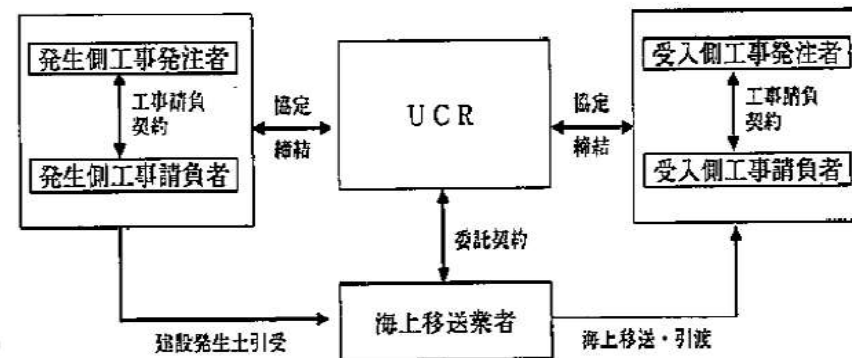 発生側工事発注者
工事請負
契約
発生側工事請負者
協定
締結
UCR
協定
締結
受入側工事発注者
工事請負
契約
受入側工事請負者
委託契約
海上移送業者
建設発生土引受
海上移送・引渡